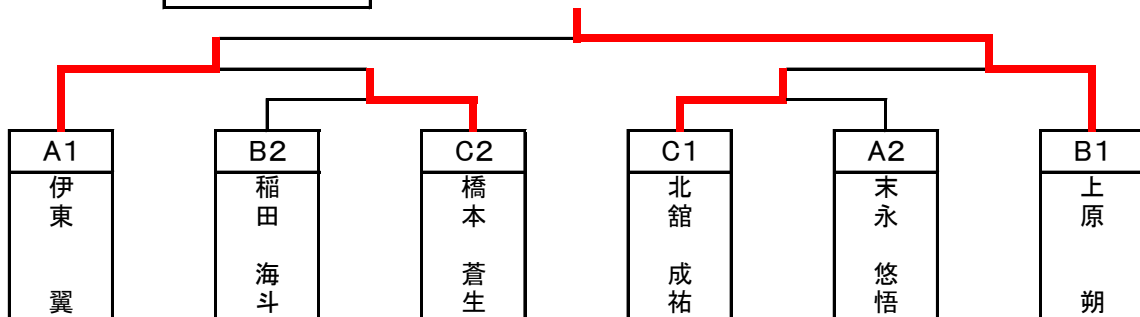 A1
伊東 翼
B2
稲田 海斗
C2
橋本 蒼生
C1
北舘 成祐
A2
末永 悠悟
B1
上原 朔